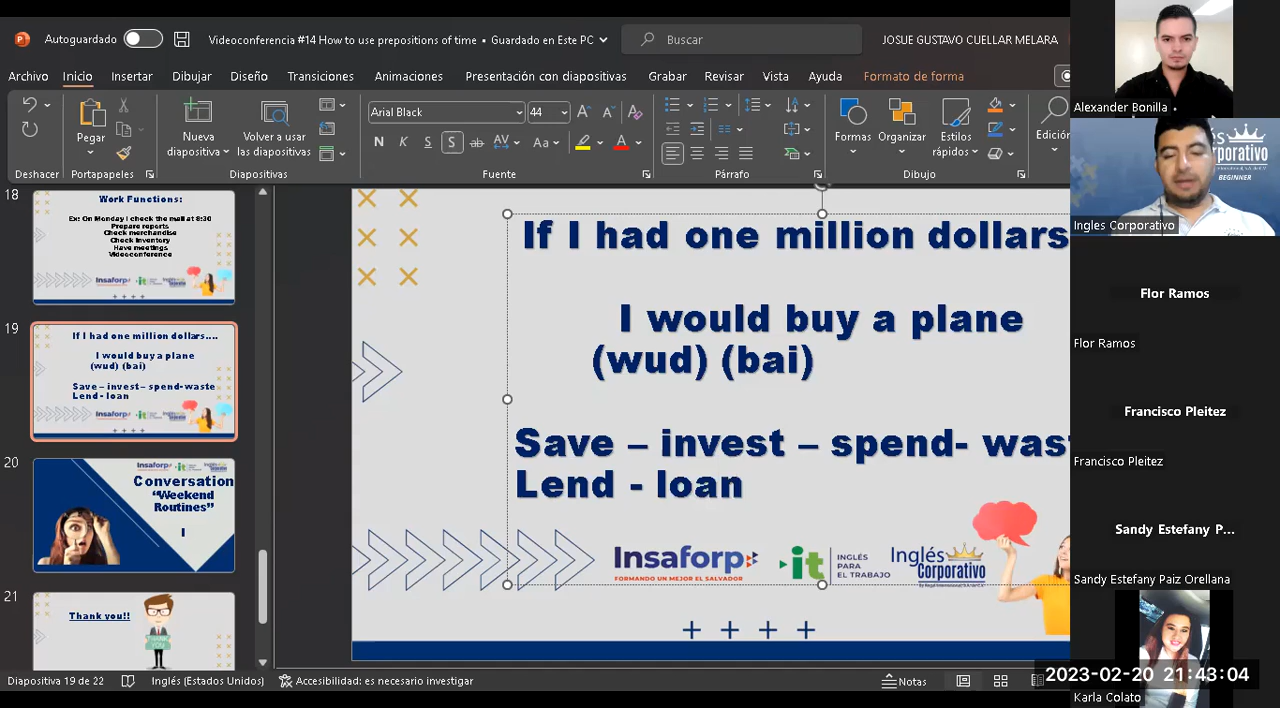 Autoguardado
Videoconferencia #14 How to use prepositions of time • Guardado en Este PC
Buscar
JOSUE GUSTAVO CUELLAR MELARA
Archivo Inicio Insertar Dibujar Diseño Transiciones Animaciones Presentación con diapositivas Grabar Revisar Vista Ayuda Formato de forma
Pegar
Nueva diapositiva
Volver a usar las diapositivas
Arial Black 44
N K S S ab AV Aa A
Formas Organizar Estilos rápidos Edición
Deshacer Portapapeles Diapositivas Fuente Párrafo Dibujo
18
Work Functions:
Ex: On Monday I check the mail at 8:30
Prepare reports
Check merchandise
Check inventory
Have meetings
Videoconference
19
If I had one million dollars....
I would buy a plane
(wud) (bai)
Save – invest – spend-waste
Lend - loan
20
Conversation
“Weekend
Routines”
I
21
Thank you!!
If I had one million dollars
I would buy a plane
(wud) (bai)
Save – invest – spend- wast
Lend - loan
Insaforp
FORMANDO UN MEJOR EL SALVADOR
it
INGLÉS
PARA
EL TRABAJO
Inglés
Corporativo
Diapositiva 19 de 22
Inglés (Estados Unidos)
Accesibilidad: es necesario investigar
Notas
Alexander Bonilla
Corporativo
BEGINNER
Ingles Corporativo
Flor Ramos
Flor Ramos
Francisco Pleitez
Francisco Pleitez
Sandy Estefany P...
Sandy Estefany Paiz Orellana
2023-02-20 21:43:04
Karla Colato